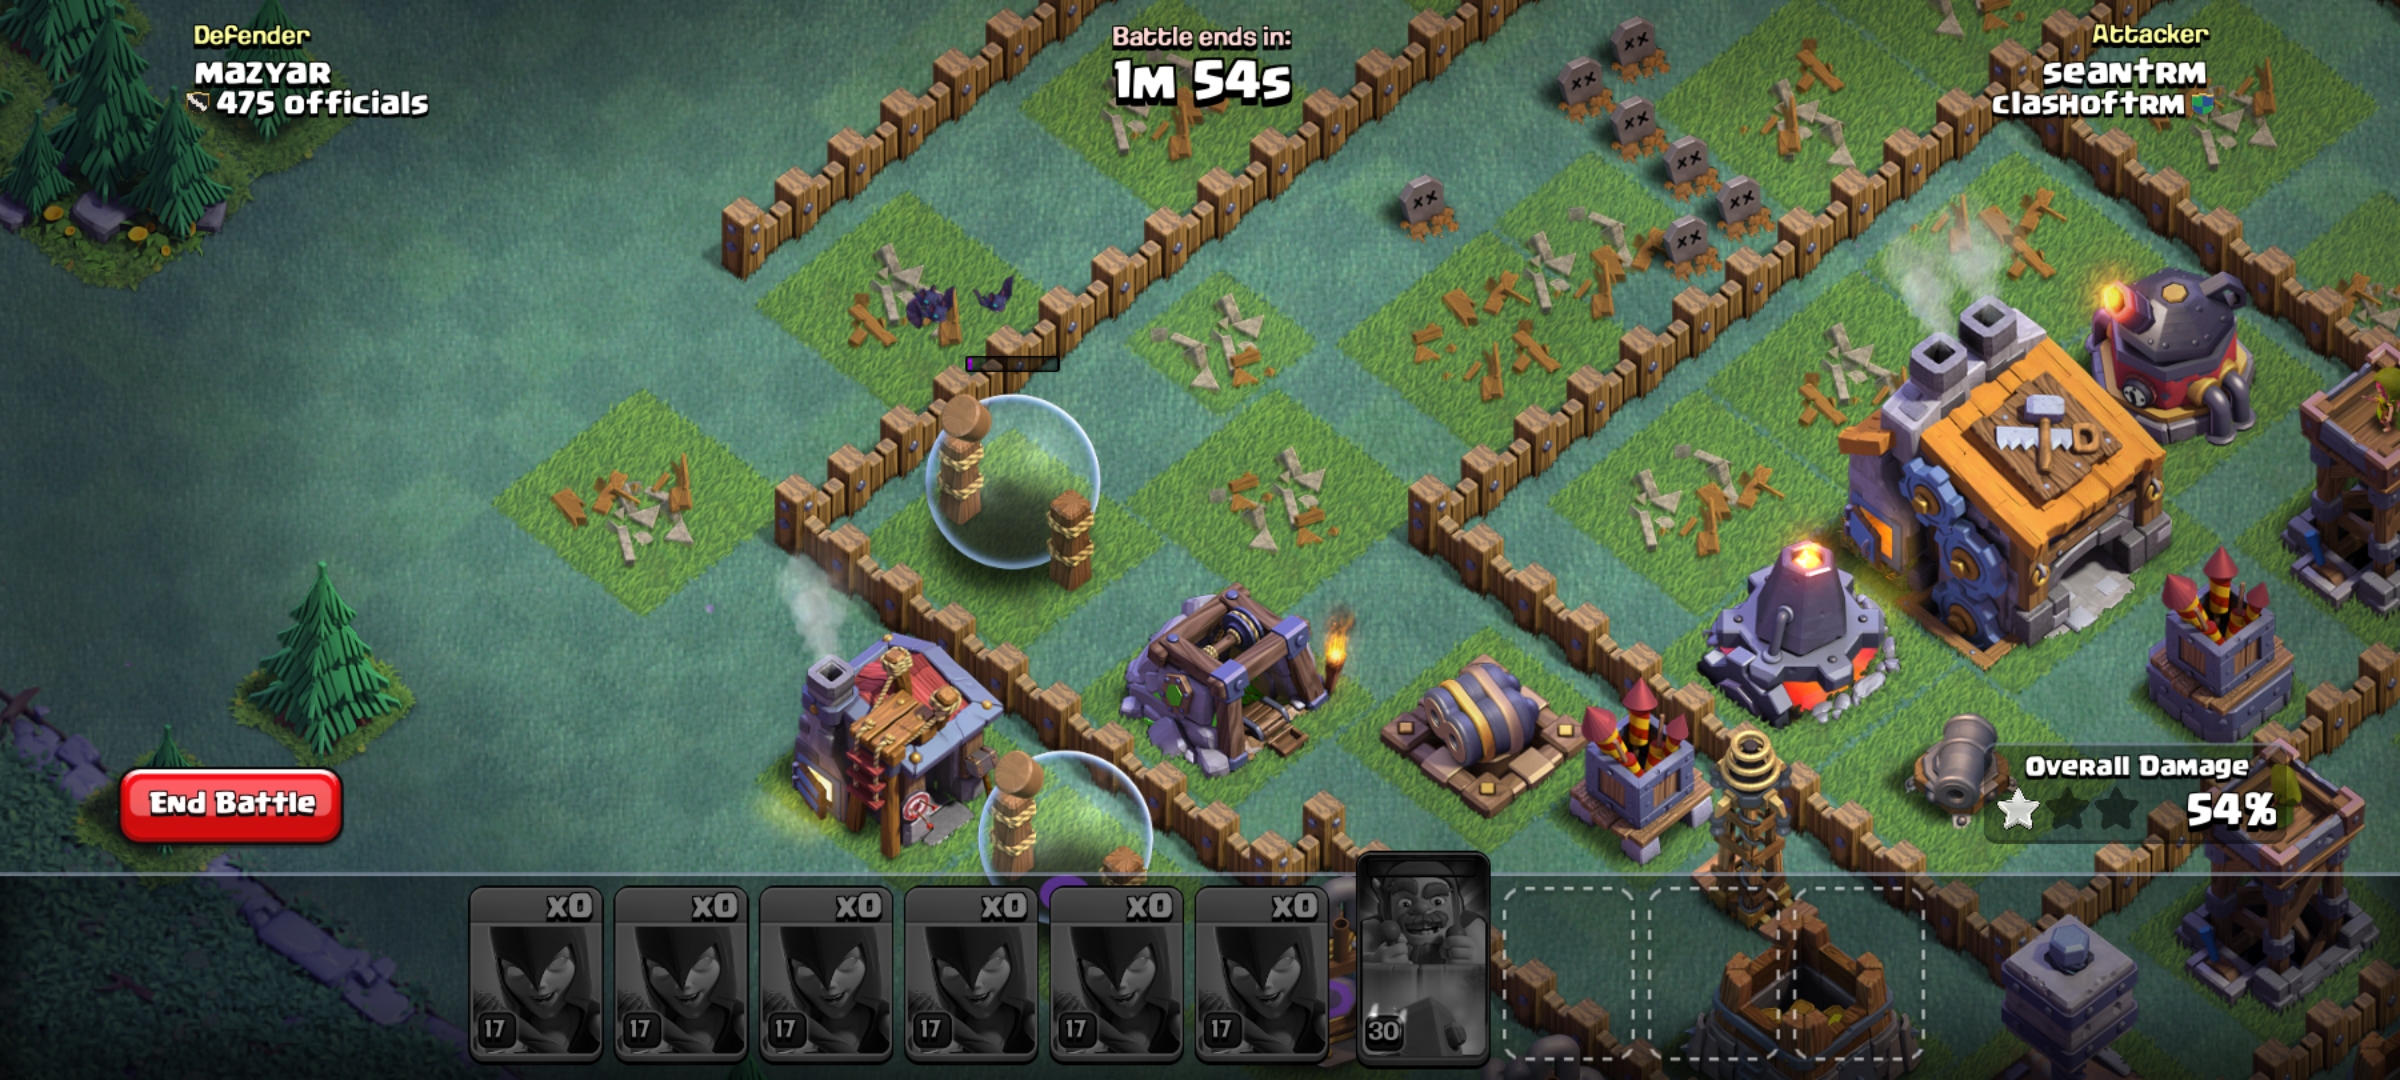 Defender
MAZYAR
475 officials
Battle ends in:
1M 54s
Attacker
seantRM
clashoftRM
End Battle
Overall Damage
54%
x0
x0
x0
x0
x0
x0
17
17
17
17
17
17
30